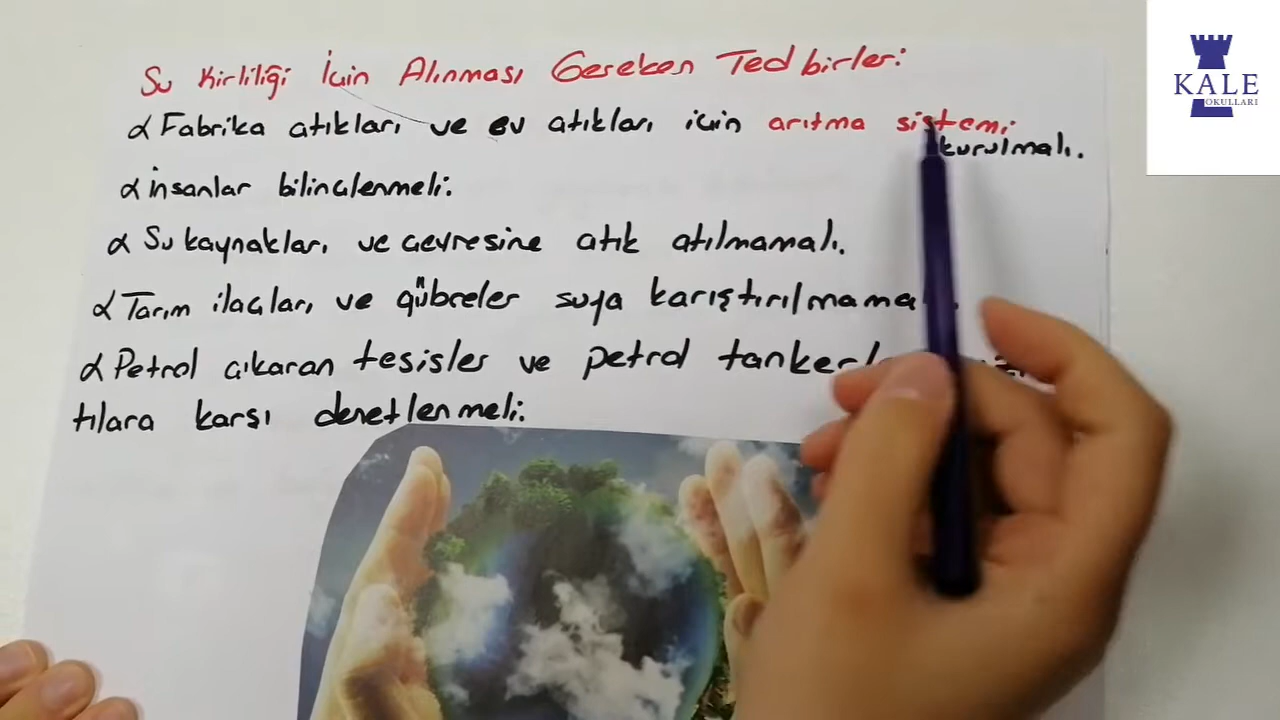 Su Kirliliği İçin Alınması Gereken Tedbirler:
α Fabrika atıkları ve ev atıkları için arıtma sistemi
kurulmalı.
α İnsanlar bilinçlenmeli.
α Su kaynakları ve çevresine atık atılmamalı.
α Tarım ilaçları ve gübreler suya
α Petrol çıkaran tesisler ve petrol
tılara karşı denetlenmeli.
KALE
OKULLARI